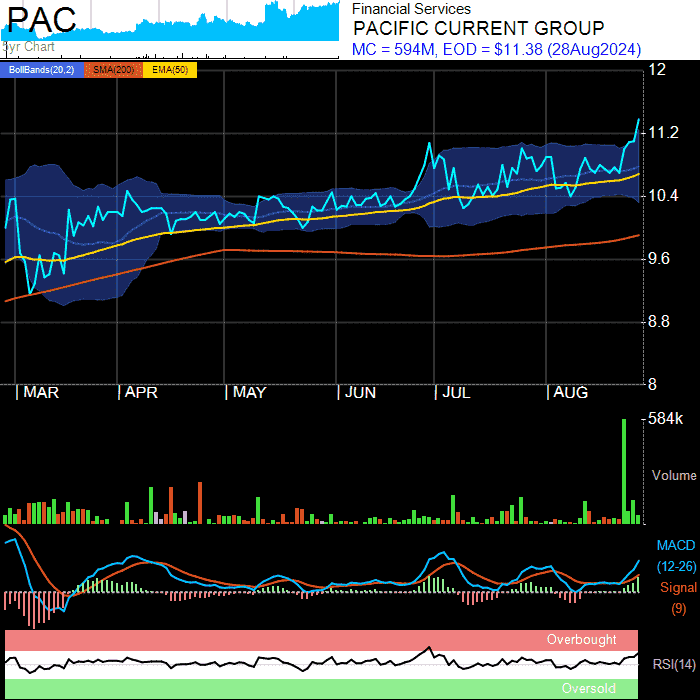 PAC
5yr Chart
Financial Services
PACIFIC CURRENT GROUP
MC = 594M, EOD = $11.38 (28Aug2024)
BollBands(20,2) SMA(200) EMA(50)
12
11.2
10.4
9.6
8.8
8
MAR APR MAY JUN JUL AUG
584k
Volume
MACD
(12-26)
Signal
(9)
Overbought
RSI(14)
Oversold